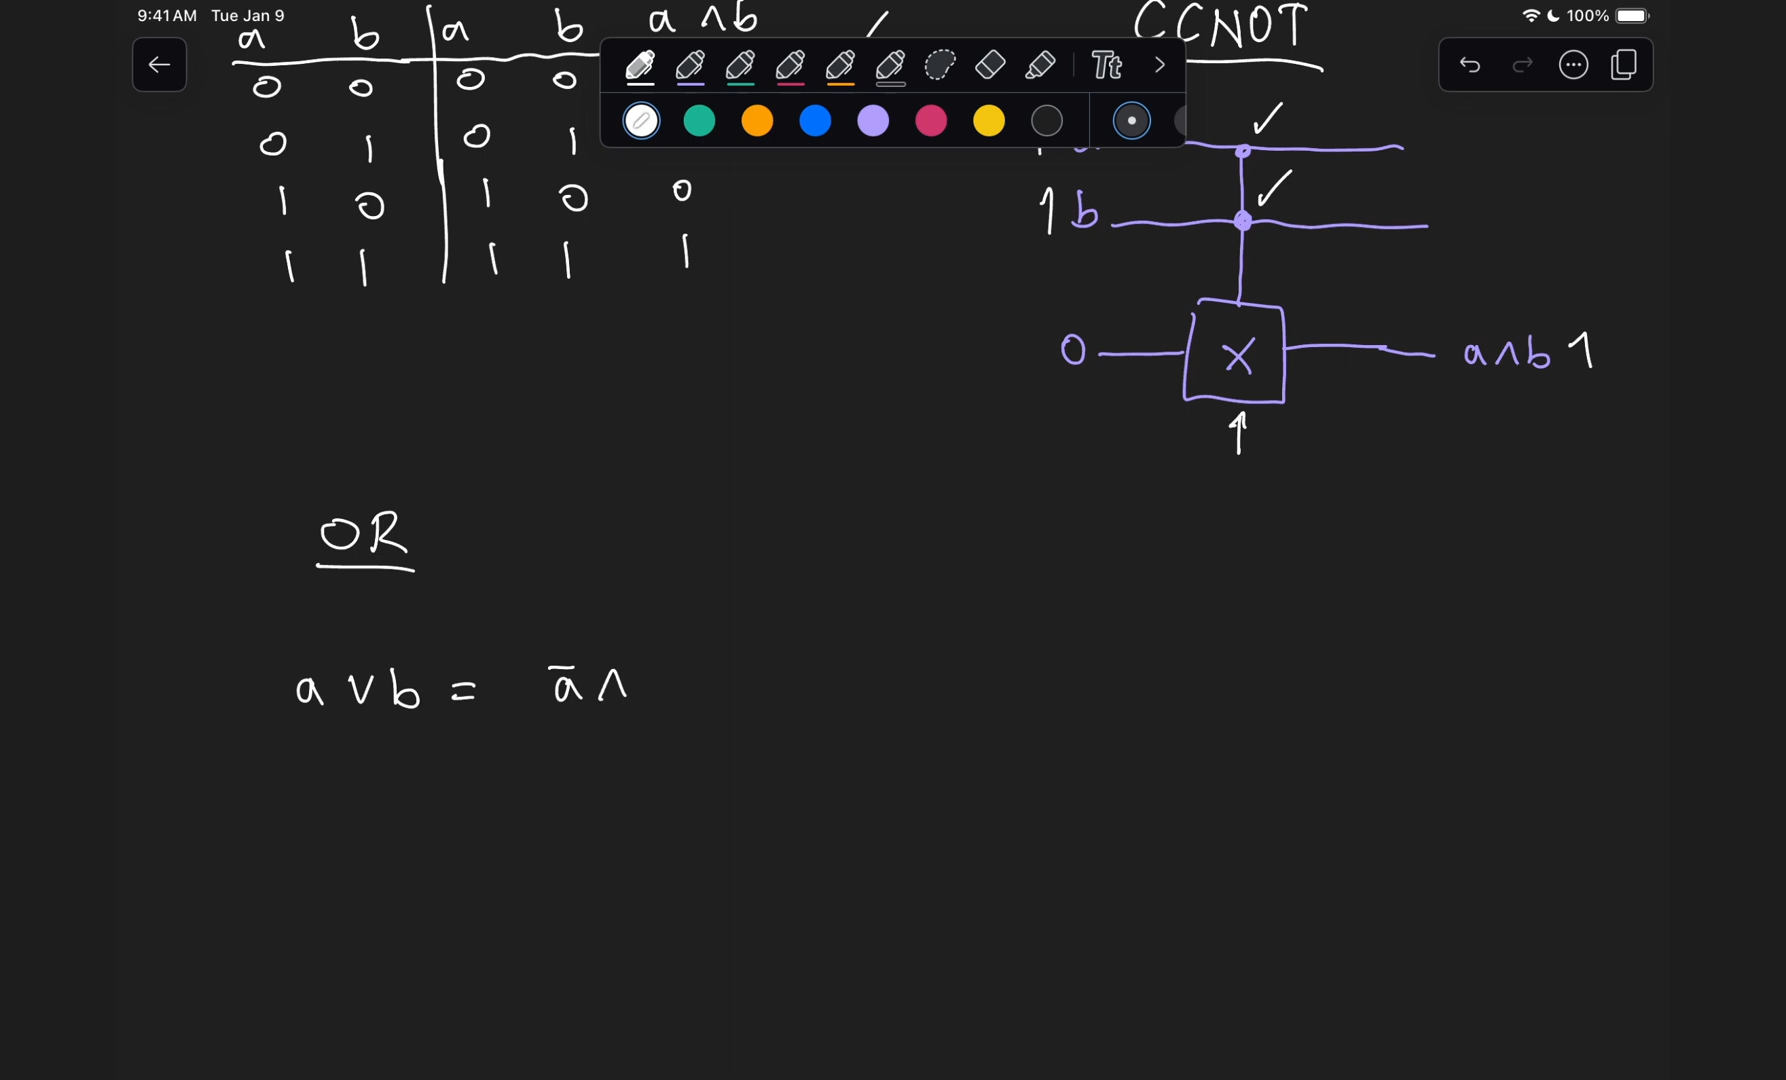 9:41 AM Tue Jan 9
100%
a b a b a ∧ b
CCNOT
Tt
0 0 0 0
0 1 0 1
1 0 1 0 0
1 1 1 1 1
1 b
0 X a ∧ b 1
OR
a ∨ b = a̅ ∧